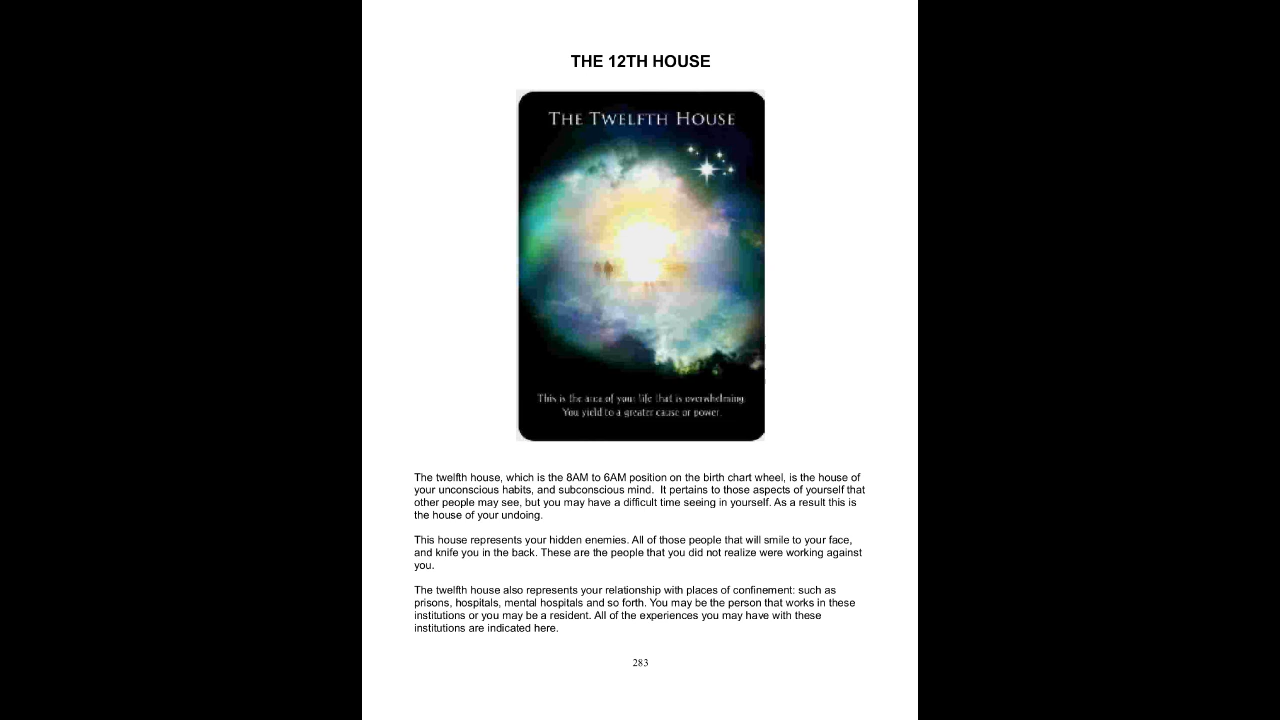 THE 12TH HOUSE
THE TWELFTH HOUSE
This is the area of your life that is overwhelming.
You yield to a greater cause or power.
The twelfth house, which is the 8AM to 6AM position on the birth chart wheel, is the house of
your unconscious habits, and subconscious mind.  It pertains to those aspects of yourself that
other people may see, but you may have a difficult time seeing in yourself. As a result this is
the house of your undoing.
This house represents your hidden enemies. All of those people that will smile to your face,
and knife you in the back. These are the people that you did not realize were working against
you.
The twelfth house also represents your relationship with places of confinement: such as
prisons, hospitals, mental hospitals and so forth. You may be the person that works in these
institutions or you may be a resident. All of the experiences you may have with these
institutions are indicated here.
283